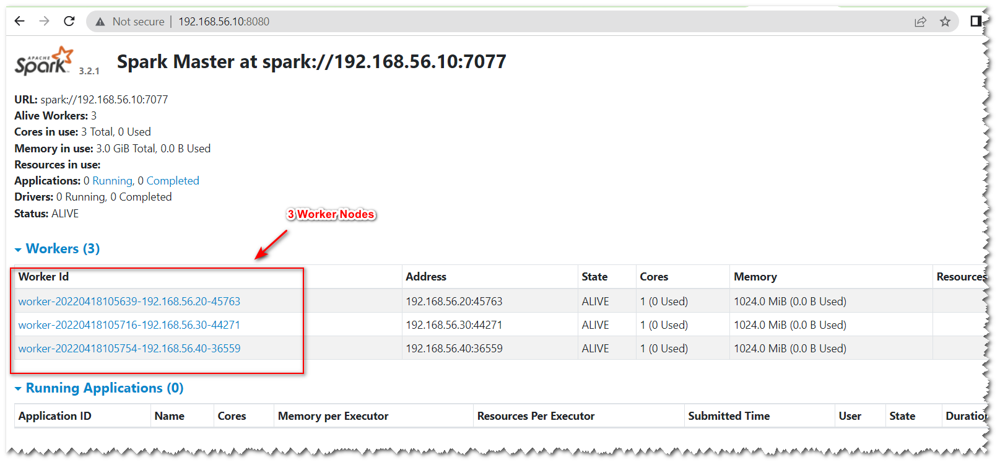 Not secure | 192.168.56.10:8080
APACHE Spark 3.2.1 Spark Master at spark://192.168.56.10:7077
URL: spark://192.168.56.10:7077
Alive Workers: 3
Cores in use: 3 Total, 0 Used
Memory in use: 3.0 GiB Total, 0.0 B Used
Resources in use:
Applications: 0 Running, 0 Completed
Drivers: 0 Running, 0 Completed
Status: ALIVE
3 Worker Nodes
Workers (3)
Worker Id Address State Cores Memory Resources
worker-20220418105639-192.168.56.20-45763 192.168.56.20:45763 ALIVE 1 (0 Used) 1024.0 MiB (0.0 B Used)
worker-20220418105716-192.168.56.30-44271 192.168.56.30:44271 ALIVE 1 (0 Used) 1024.0 MiB (0.0 B Used)
worker-20220418105754-192.168.56.40-36559 192.168.56.40:36559 ALIVE 1 (0 Used) 1024.0 MiB (0.0 B Used)
Running Applications (0)
Application ID Name Cores Memory per Executor Resources Per Executor Submitted Time User State Duration